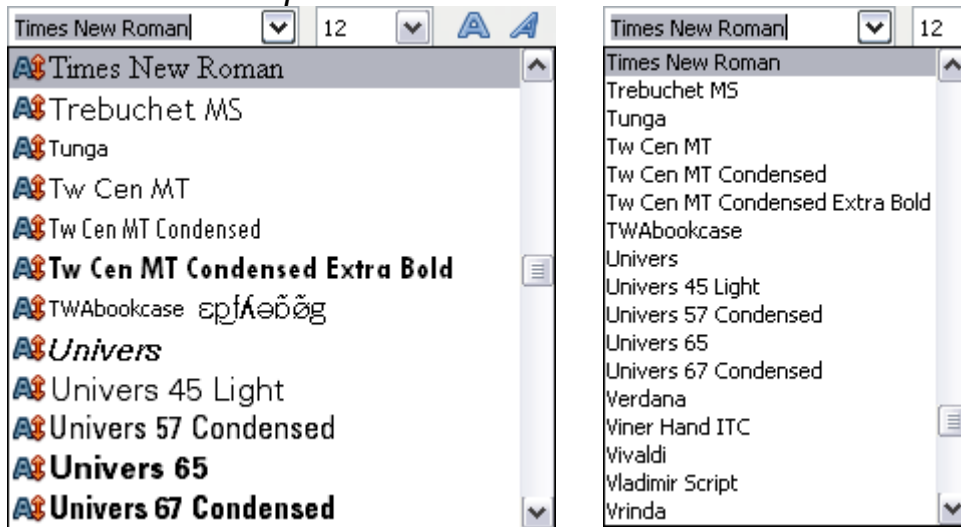 Times New Roman 12 A A
Times New Roman
Trebuchet MS
Tunga
Tw Cen MT
Tw Cen MT Condensed
Tw Cen MT Condensed Extra Bold
TWAbookcase
Univers
Univers 45 Light
Univers 57 Condensed
Univers 65
Univers 67 Condensed
Times New Roman 12
Times New Roman
Trebuchet MS
Tunga
Tw Cen MT
Tw Cen MT Condensed
Tw Cen MT Condensed Extra Bold
TWAbookcase
Univers
Univers 45 Light
Univers 57 Condensed
Univers 65
Univers 67 Condensed
Verdana
Viner Hand ITC
Vivaldi
Vladimir Script
Vrinda